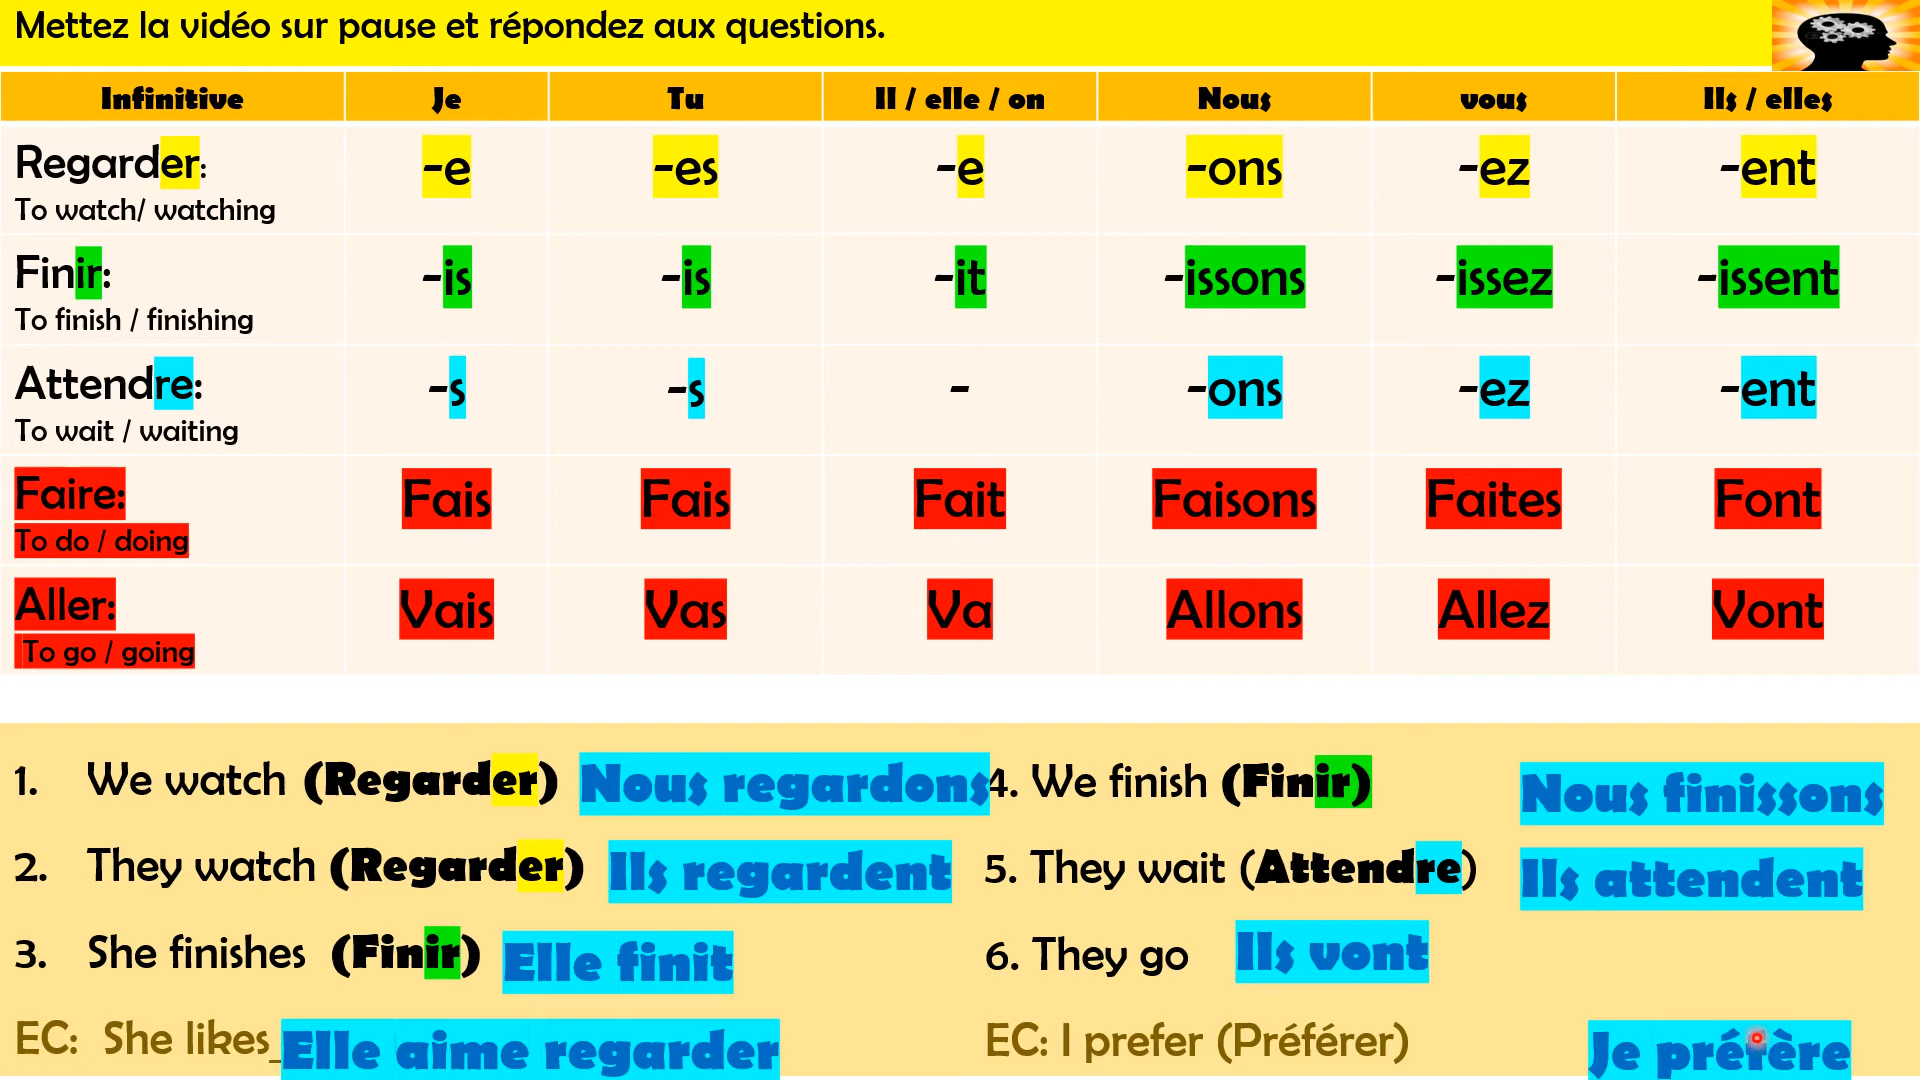 Mettez la vidéo sur pause et répondez aux questions.
Infinitive Je Tu Il / elle / on Nous vous Ils / elles
Regarder: -e -es -e -ons -ez -ent
To watch/ watching
Finir: -is -is -it -issons -issez -issent
To finish / finishing
Attendre: -s -s - -ons -ez -ent
To wait / waiting
Faire: Fais Fais Fait Faisons Faites Font
To do / doing
Aller: Vais Vas Va Allons Allez Vont
To go / going
1. We watch (Regarder) Nous regardons
2. They watch (Regarder) Ils regardent
3. She finishes (Finir) Elle finit
EC: She likes_ Elle aime regarder
4. We finish (Finir) Nous finissons
5. They wait (Attendre) Ils attendent
6. They go Ils vont
EC: I prefer (Préférer) Je préfère